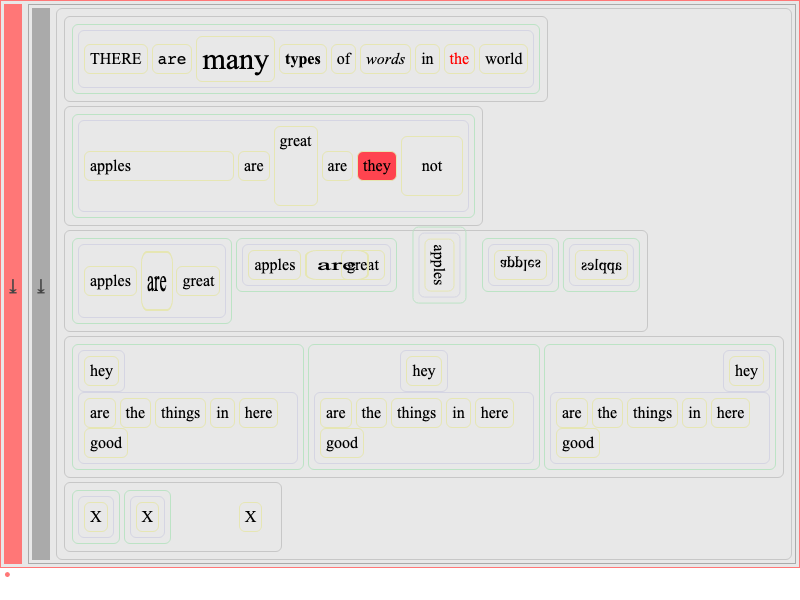 THERE are many types of words in the world
apples are great are they not
apples are great apples are great apples apples apples
hey hey hey
are the things in here are the things in here are the things in here
good good good
X X X